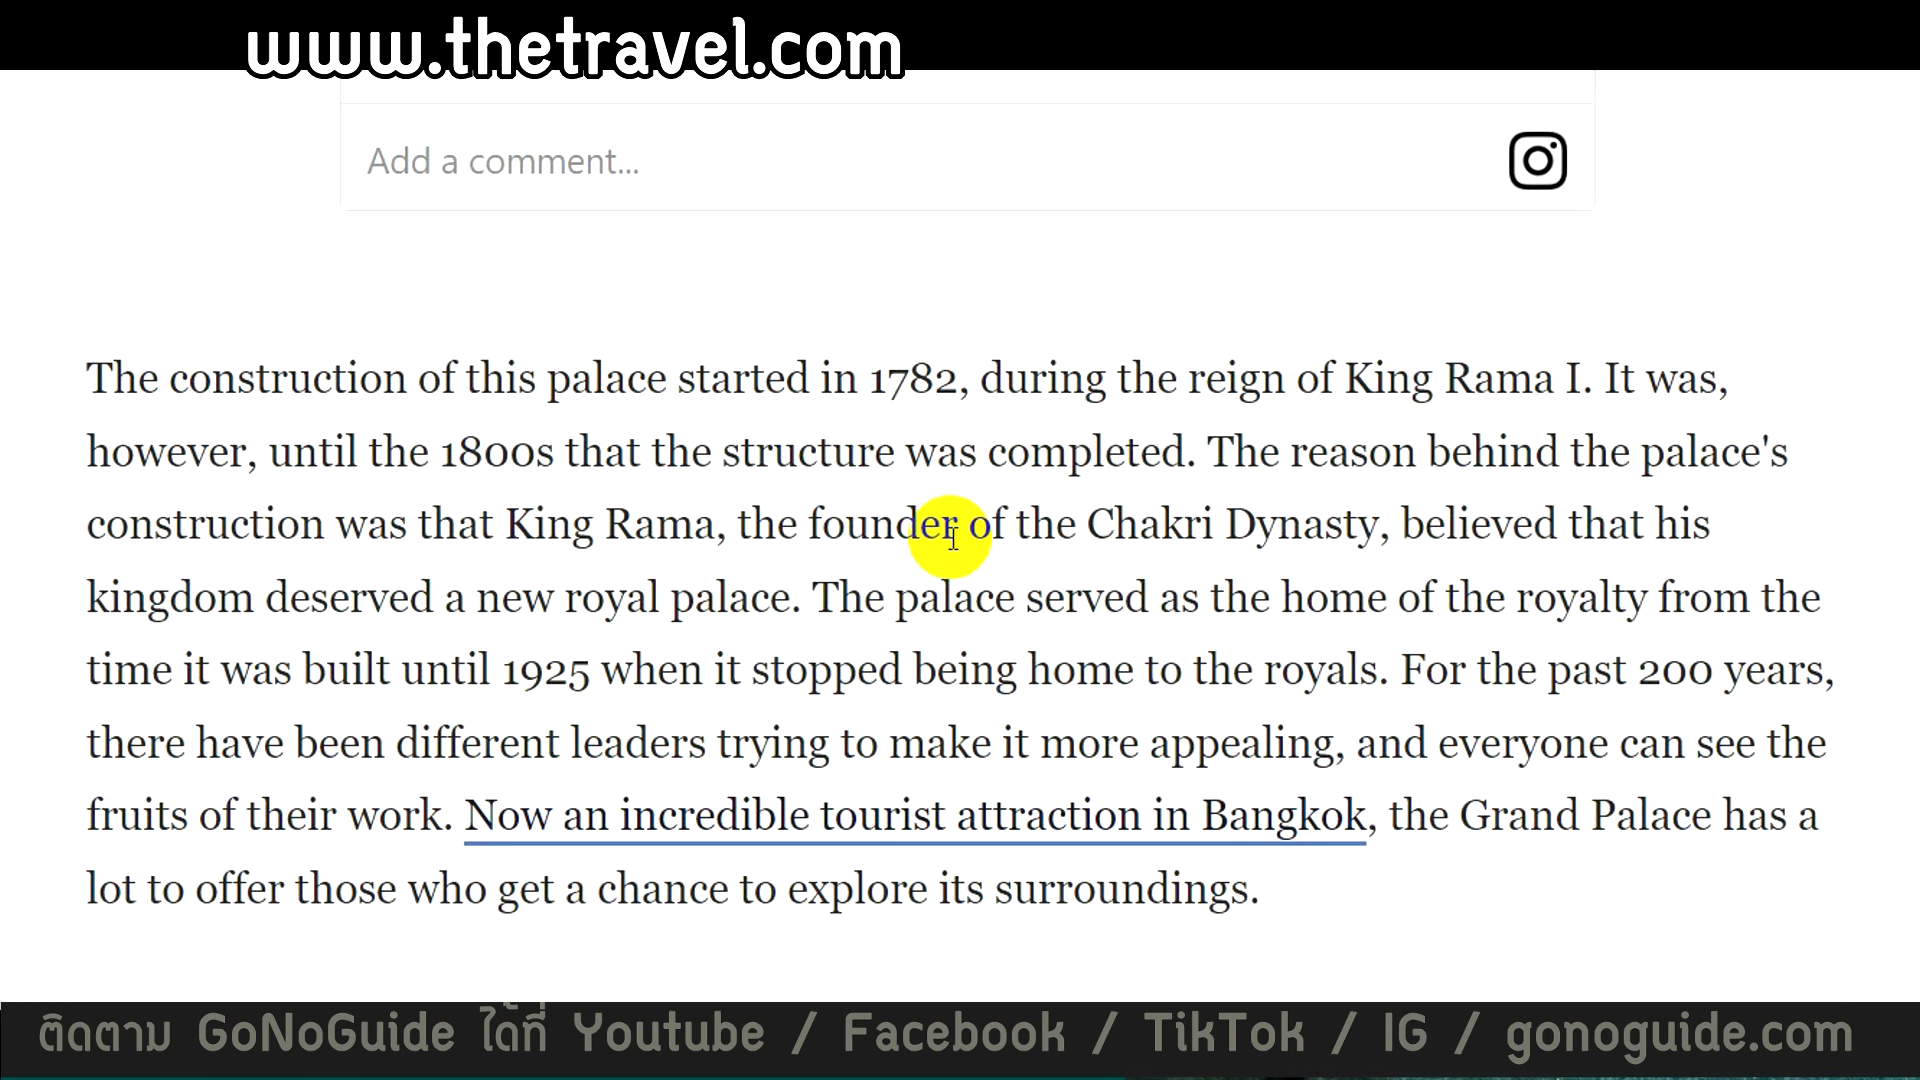 www.thetravel.com
Add a comment...
The construction of this palace started in 1782, during the reign of King Rama I. It was,
however, until the 1800s that the structure was completed. The reason behind the palace's
construction was that King Rama, the founder of the Chakri Dynasty, believed that his
kingdom deserved a new royal palace. The palace served as the home of the royalty from the
time it was built until 1925 when it stopped being home to the royals. For the past 200 years,
there have been different leaders trying to make it more appealing, and everyone can see the
fruits of their work. Now an incredible tourist attraction in Bangkok, the Grand Palace has a
lot to offer those who get a chance to explore its surroundings.
ติดตาม GoNoGuide ได้ที่ Youtube / Facebook / TikTok / IG / gonoguide.com